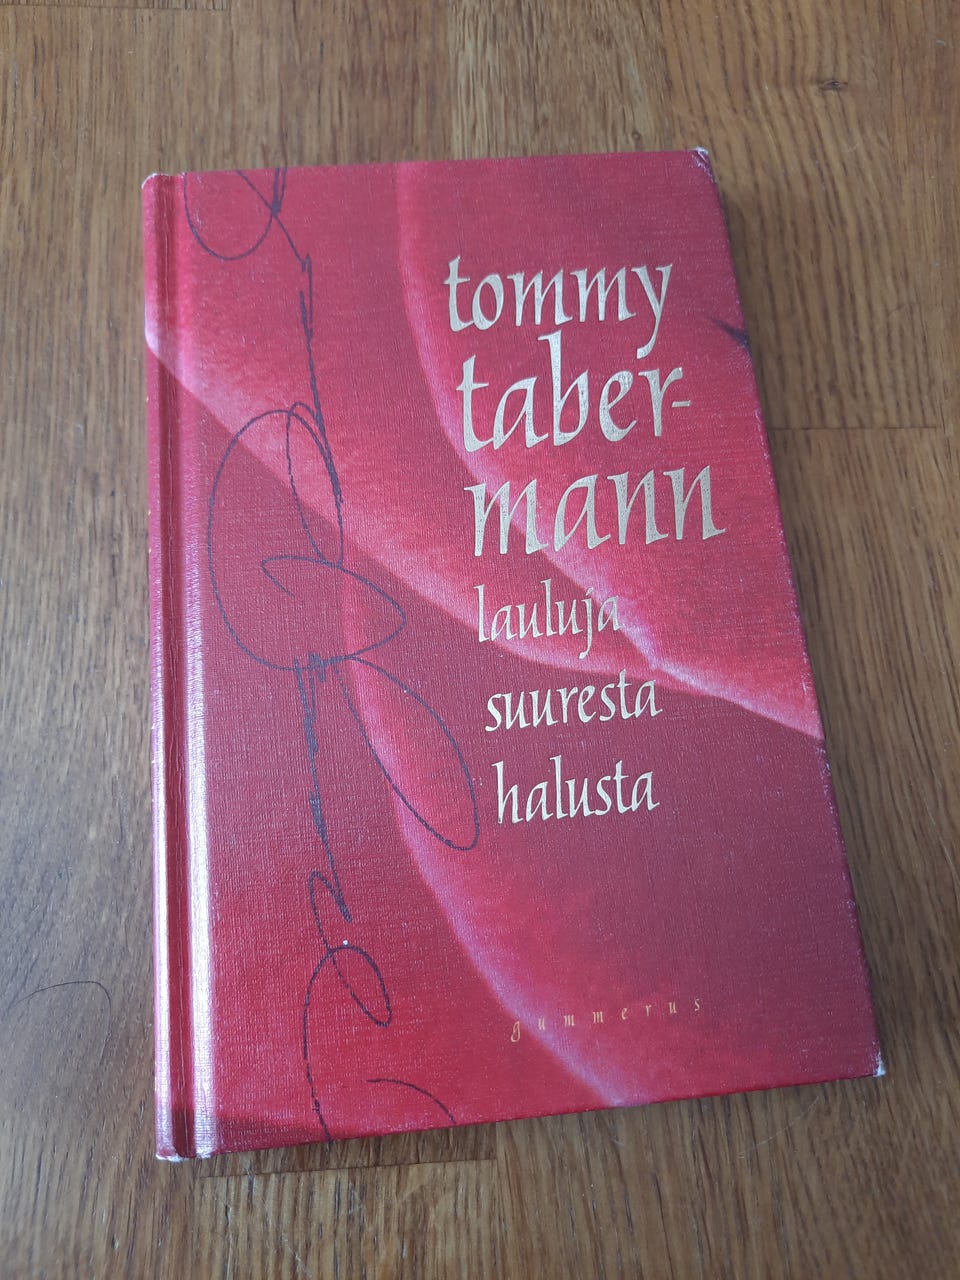 tommy
taber-
mann
lauluja
suuresta
halusta
gummerus